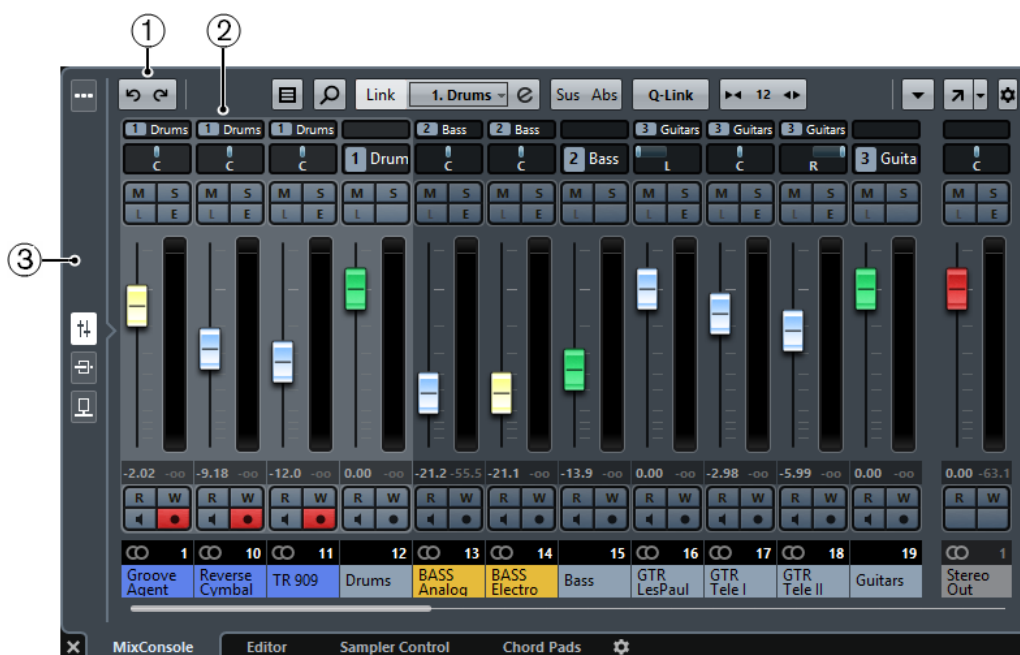 1
2
Link 1. Drums e Sus Abs Q-Link 12
1 Drums 1 Drums 1 Drums 2 Bass 2 Bass 3 Guitars 3 Guitars 3 Guitars
C C C 1 Drum C C 2 Bass L C R 3 Guita C
M S M S M S M S M S M S M S M S M S M S M S M S
L E L E L E L L E L E L L E L E L E L L E
3
-2.02 -oo -9.18 -oo -12.0 -oo 0.00 -oo -21.2 -55.5 -21.1 -oo -13.9 -oo 0.00 -oo -2.98 -oo -5.99 -oo 0.00 -oo 0.00 -63.1
R W R W R W R W R W R W R W R W R W R W R W R W
1 10 11 12 13 14 15 16 17 18 19 1
Groove Agent
Reverse Cymbal
TR 909
Drums
BASS Analog
BASS Electro
Bass
GTR LesPaul
GTR Tele I
GTR Tele II
Guitars
Stereo Out
MixConsole Editor Sampler Control Chord Pads